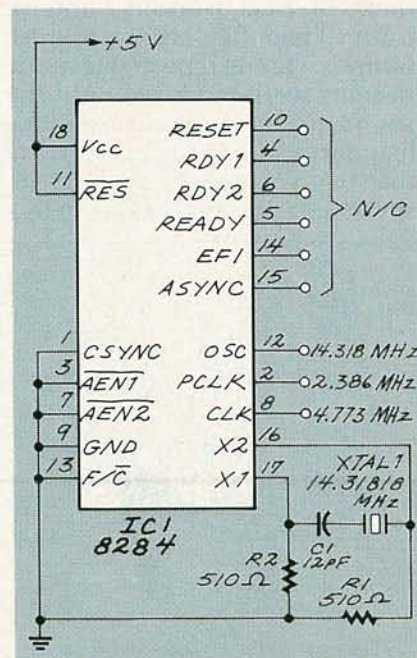 +5 V
18
Vcc
11
RES
RESET
10
RDY1
4
RDY2
6
READY
5
EFI
14
ASYNC
15
N/C
1
CSYNC
3
AEN1
7
AEN2
9
GND
13
F/C
OSC
12
14.318 MHz
PCLK
2
2.386 MHz
CLK
8
4.773 MHz
X2
16
X1
17
IC1
8284
XTAL1
14.31818
MHz
C1
12pF
R2
510Ω
R1
510Ω